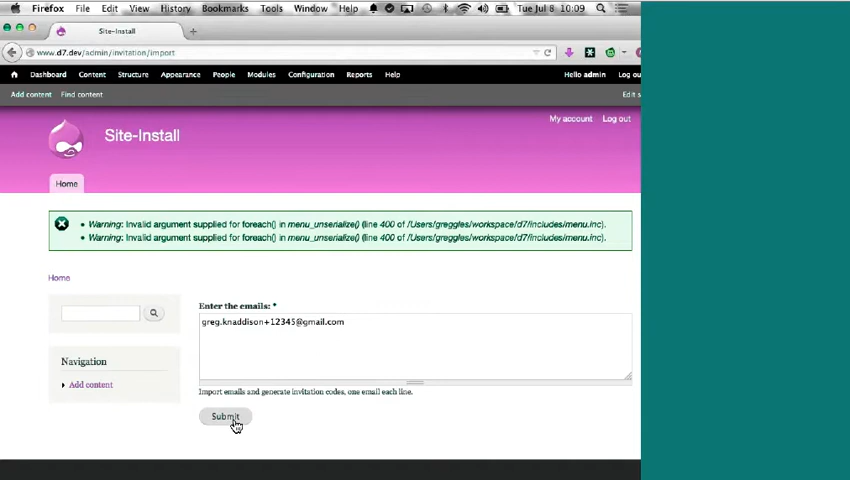 Firefox File Edit View History Bookmarks Tools Window Help Tue Jul 8 10:09
Site-Install
www.d7.dev/admin/invitation/import
Dashboard Content Structure Appearance People Modules Configuration Reports Help Hello admin Log ou
Add content Find content Edit s
My account Log out
Site-Install
Home
Warning: Invalid argument supplied for foreach() in menu_unserialize() (line 400 of /Users/greggles/workspace/d7/includes/menu.inc).
Warning: Invalid argument supplied for foreach() in menu_unserialize() (line 400 of /Users/greggles/workspace/d7/includes/menu.inc).
Home
Enter the emails: *
greg.knaddison+12345@gmail.com
Navigation
Add content
Import emails and generate invitation codes, one email each line.
Submit